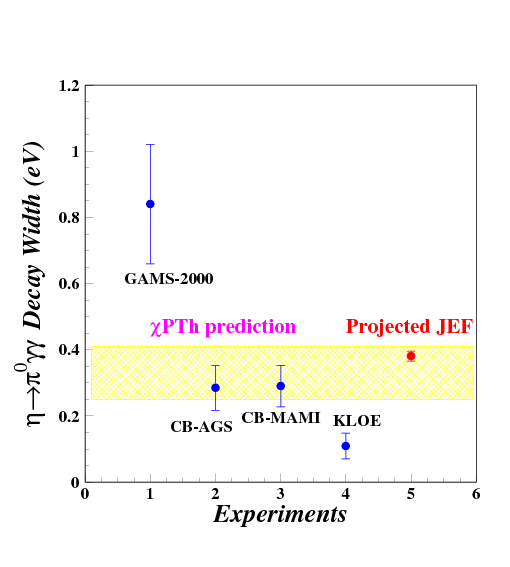 1.2
1
0.8
0.6
0.4
0.2
0
η→π⁰γγ Decay Width (eV)
GAMS-2000
χPTh prediction
Projected JEF
CB-AGS
CB-MAMI
KLOE
0 1 2 3 4 5 6
Experiments